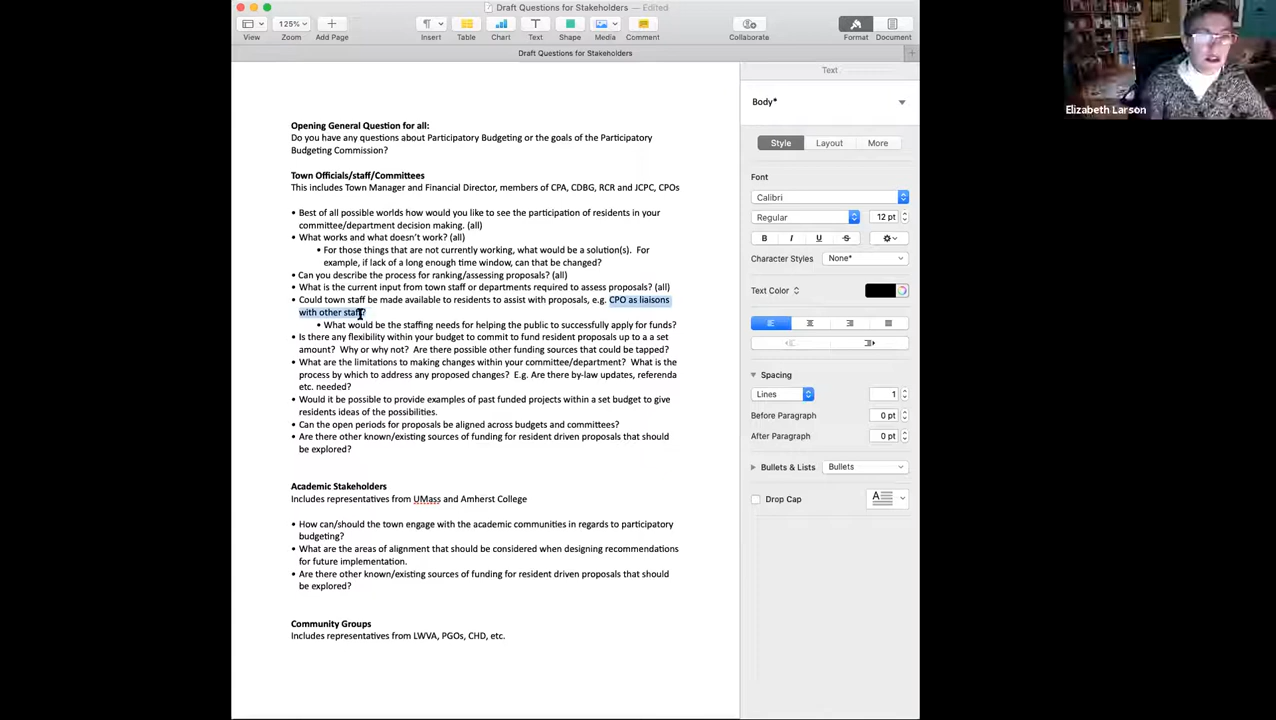 Draft Questions for Stakeholders — Edited
125%
View
Zoom
Add Page
Insert
Table
Chart
Text
Shape
Media
Comment
Collaborate
Format
Document
Draft Questions for Stakeholders
Opening General Question for all:
Do you have any questions about Participatory Budgeting or the goals of the Participatory
Budgeting Commission?
Town Officials/staff/Committees
This includes Town Manager and Financial Director, members of CPA, CDBG, RCR and JCPC, CPOs
• Best of all possible worlds how would you like to see the participation of residents in your
committee/department decision making. (all)
• What works and what doesn't work? (all)
• For those things that are not currently working, what would be a solution(s). For
example, if lack of a long enough time window, can that be changed?
• Can you describe the process for ranking/assessing proposals? (all)
• What is the current input from town staff or departments required to assess proposals? (all)
• Could town staff be made available to residents to assist with proposals, e.g. CPO as liaisons
with other staff?
• What would be the staffing needs for helping the public to successfully apply for funds?
• Is there any flexibility within your budget to commit to fund resident proposals up to a a set
amount? Why or why not? Are there possible other funding sources that could be tapped?
• What are the limitations to making changes within your committee/department? What is the
process by which to address any proposed changes? E.g. Are there by-law updates, referenda
etc. needed?
• Would it be possible to provide examples of past funded projects within a set budget to give
residents ideas of the possibilities.
• Can the open periods for proposals be aligned across budgets and committees?
• Are there other known/existing sources of funding for resident driven proposals that should
be explored?
Academic Stakeholders
Includes representatives from UMass and Amherst College
• How can/should the town engage with the academic communities in regards to participatory
budgeting?
• What are the areas of alignment that should be considered when designing recommendations
for future implementation.
• Are there other known/existing sources of funding for resident driven proposals that should
be explored?
Community Groups
Includes representatives from LWVA, PGOs, CHD, etc.
Text
Body*
Style
Layout
More
Font
Calibri
Regular
12 pt
B I U S
Character Styles
None*
Text Color
Spacing
Lines
1
Before Paragraph
0 pt
After Paragraph
0 pt
Bullets & Lists
Bullets
Drop Cap
A
Elizabeth Larson